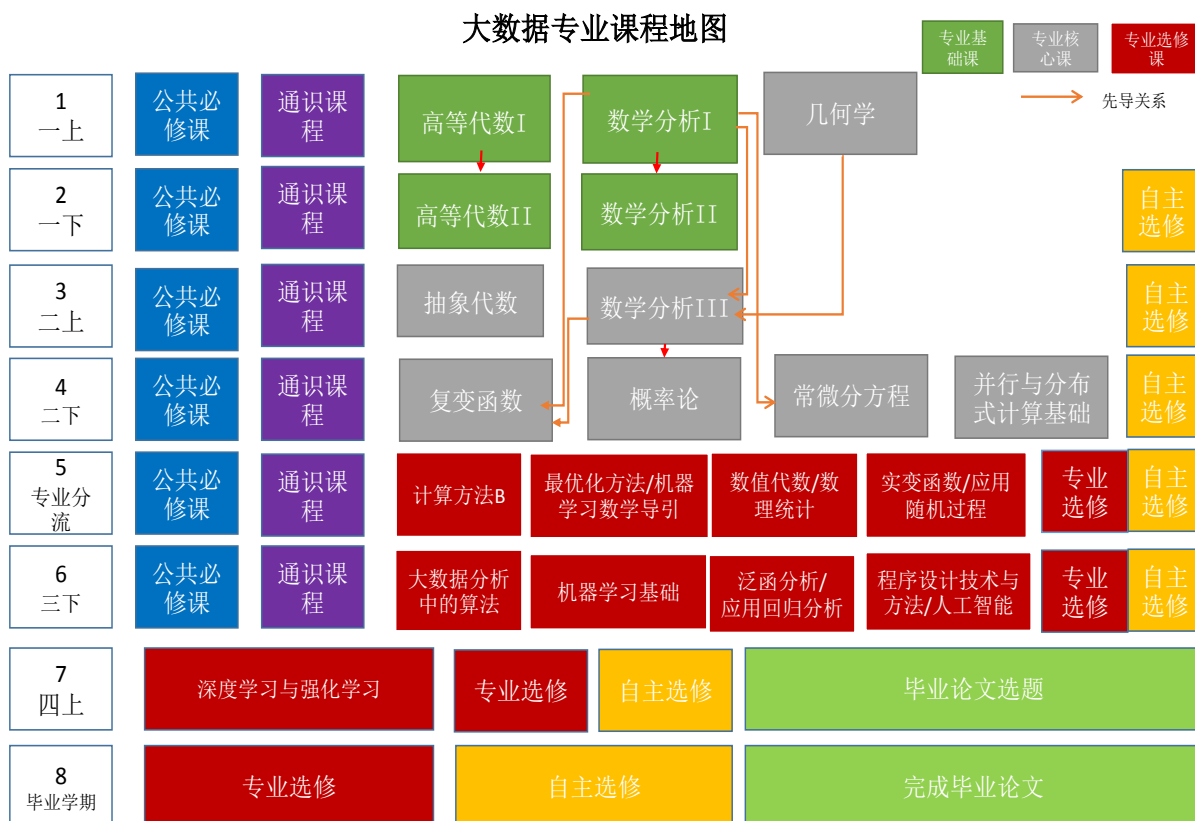 大数据专业课程地图
专业基
础课
专业核
心课
专业选修
课
先导关系
1
一上
公共必
修课
通识课
程
高等代数I
数学分析I
几何学
2
一下
公共必
修课
通识课
程
高等代数II
数学分析II
自主
选修
3
二上
公共必
修课
通识课
程
抽象代数
数学分析III
自主
选修
4
二下
公共必
修课
通识课
程
复变函数
概率论
常微分方程
并行与分布
式计算基础
自主
选修
5
专业分
流
公共必
修课
通识课
程
计算方法B
最优化方法/机器
学习数学导引
数值代数/数
理统计
实变函数/应用
随机过程
专业
选修
自主
选修
6
三下
公共必
修课
通识课
程
大数据分析
中的算法
机器学习基础
泛函分析/
应用回归分析
程序设计技术与
方法/人工智能
专业
选修
自主
选修
7
四上
深度学习与强化学习
专业选修
自主选修
毕业论文选题
8
毕业学期
专业选修
自主选修
完成毕业论文